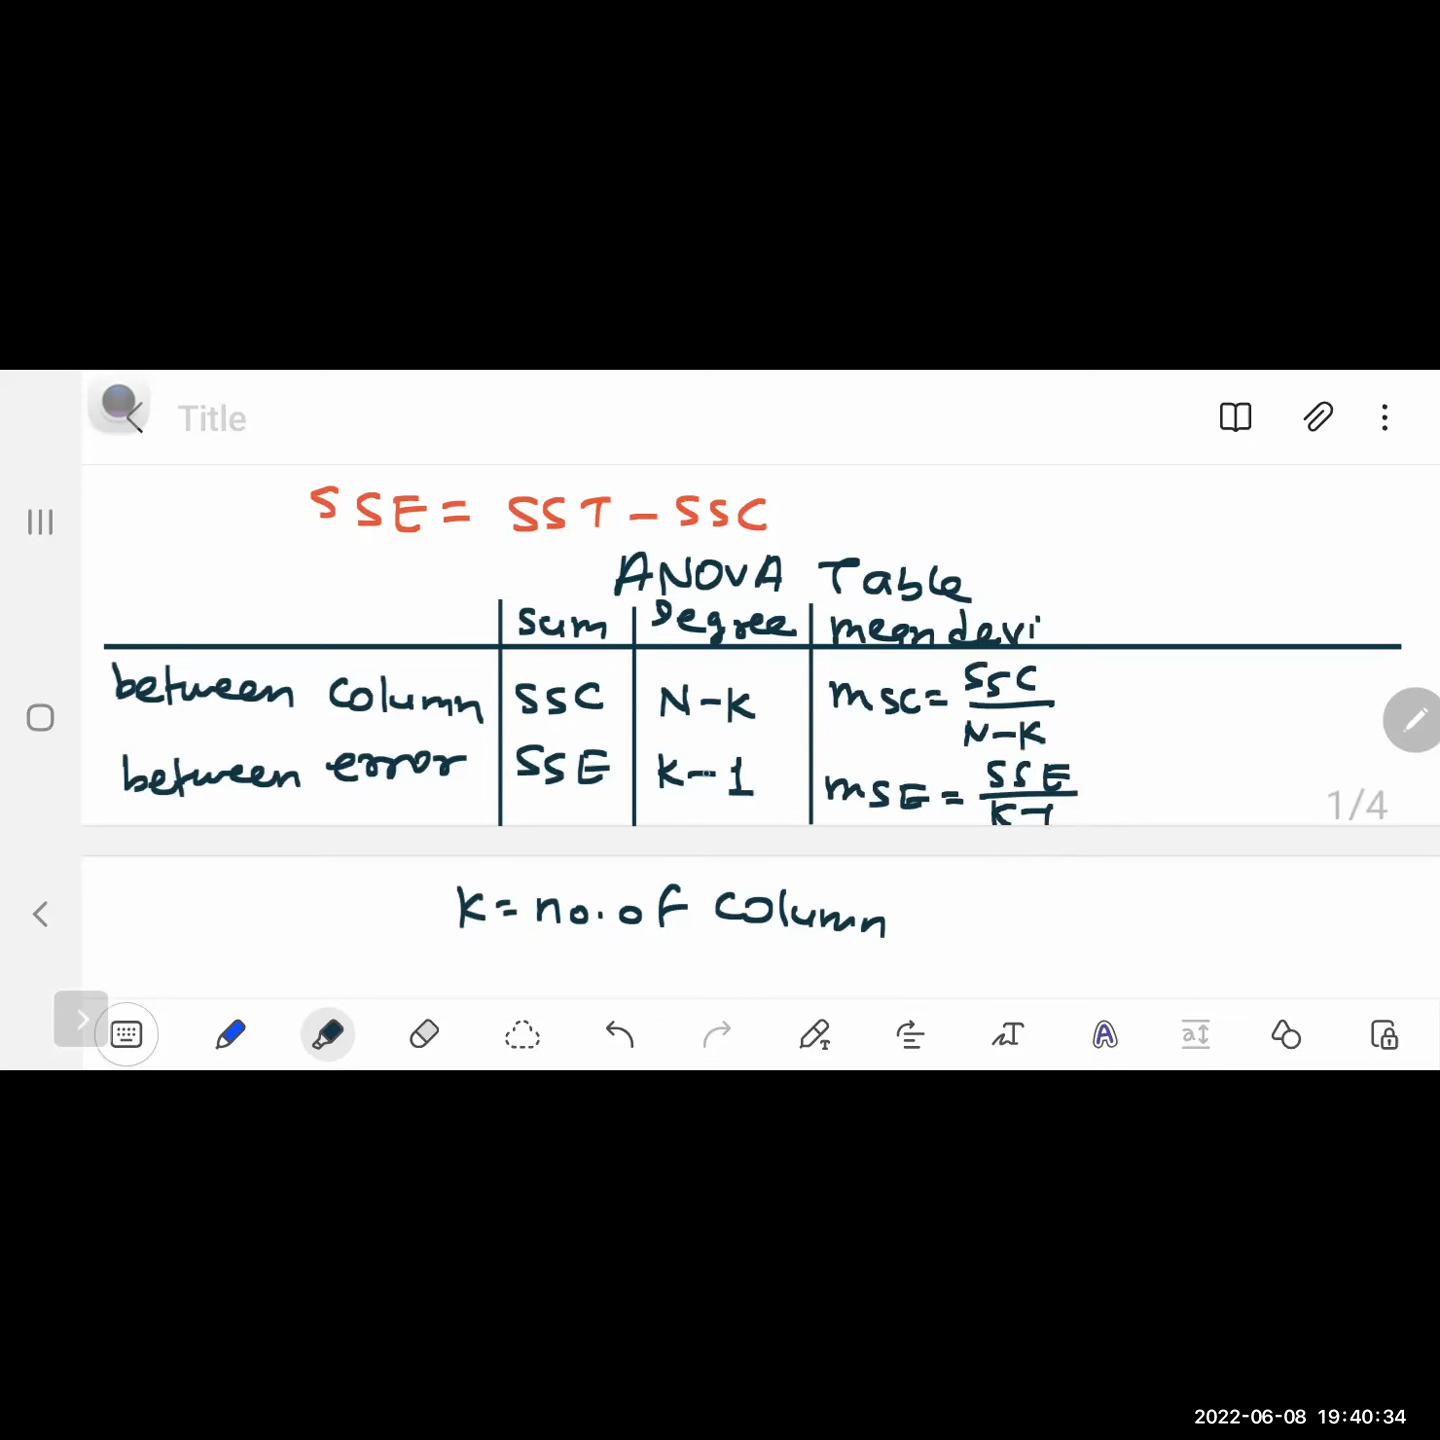 Title
SSE = SST - SSC
ANOVA Table
sum Degree mean devi
between column SSC N-K MSC = SSC / N-K
between error SSE K-1 MSE = SSE / K-1
1/4
K = no. of column
2022-06-08 19:40:34